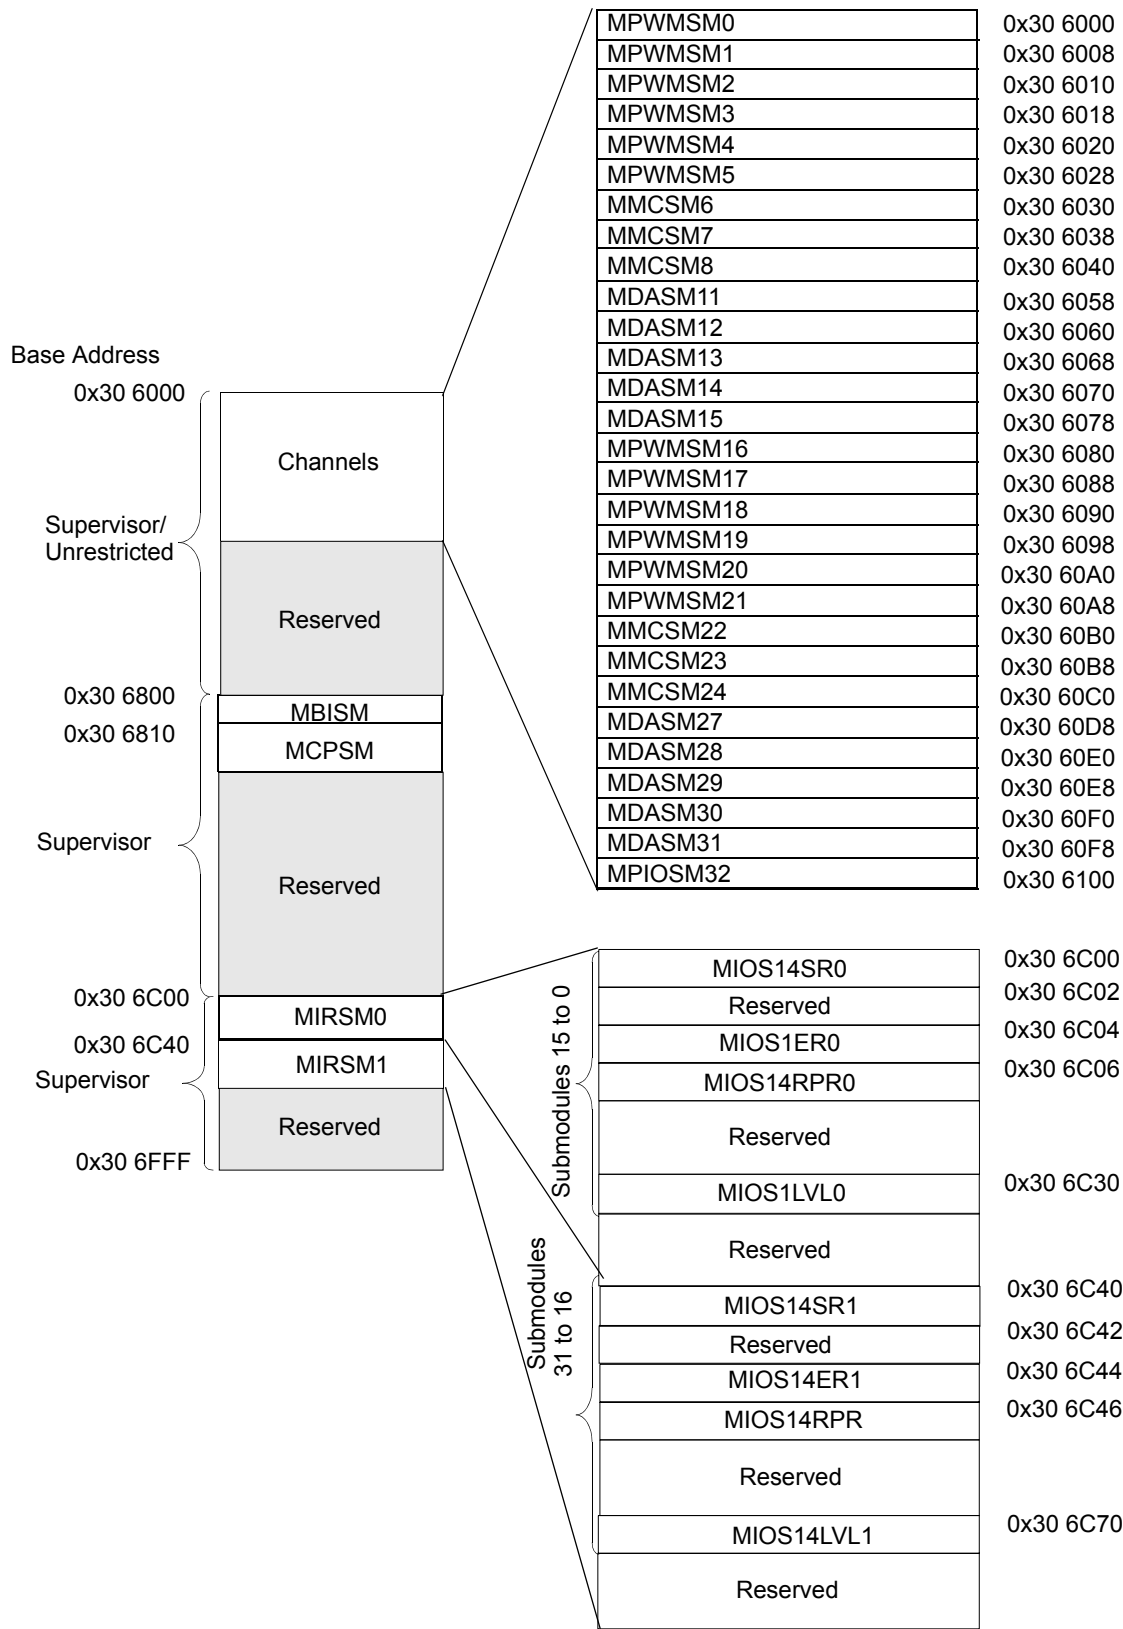 MPWMSM0 0x30 6000
MPWMSM1 0x30 6008
MPWMSM2 0x30 6010
MPWMSM3 0x30 6018
MPWMSM4 0x30 6020
MPWMSM5 0x30 6028
MMCSM6 0x30 6030
MMCSM7 0x30 6038
MMCSM8 0x30 6040
MDASM11 0x30 6058
MDASM12 0x30 6060
MDASM13 0x30 6068
MDASM14 0x30 6070
MDASM15 0x30 6078
MPWMSM16 0x30 6080
MPWMSM17 0x30 6088
MPWMSM18 0x30 6090
MPWMSM19 0x30 6098
MPWMSM20 0x30 60A0
MPWMSM21 0x30 60A8
MMCSM22 0x30 60B0
MMCSM23 0x30 60B8
MMCSM24 0x30 60C0
MDASM27 0x30 60D8
MDASM28 0x30 60E0
MDASM29 0x30 60E8
MDASM30 0x30 60F0
MDASM31 0x30 60F8
MPIOSM32 0x30 6100
Base Address
0x30 6000
Channels
Supervisor/
Unrestricted
Reserved
0x30 6800
MBISM
0x30 6810
MCPSM
Supervisor
Reserved
0x30 6C00
MIRSM0
0x30 6C40
MIRSM1
Supervisor
Reserved
0x30 6FFF
Submodules 15 to 0
MIOS14SR0 0x30 6C00
Reserved 0x30 6C02
MIOS1ER0 0x30 6C04
MIOS14RPR0 0x30 6C06
Reserved
MIOS1LVL0 0x30 6C30
Reserved
Submodules
31 to 16
MIOS14SR1 0x30 6C40
Reserved 0x30 6C42
MIOS14ER1 0x30 6C44
MIOS14RPR 0x30 6C46
Reserved
MIOS14LVL1 0x30 6C70
Reserved